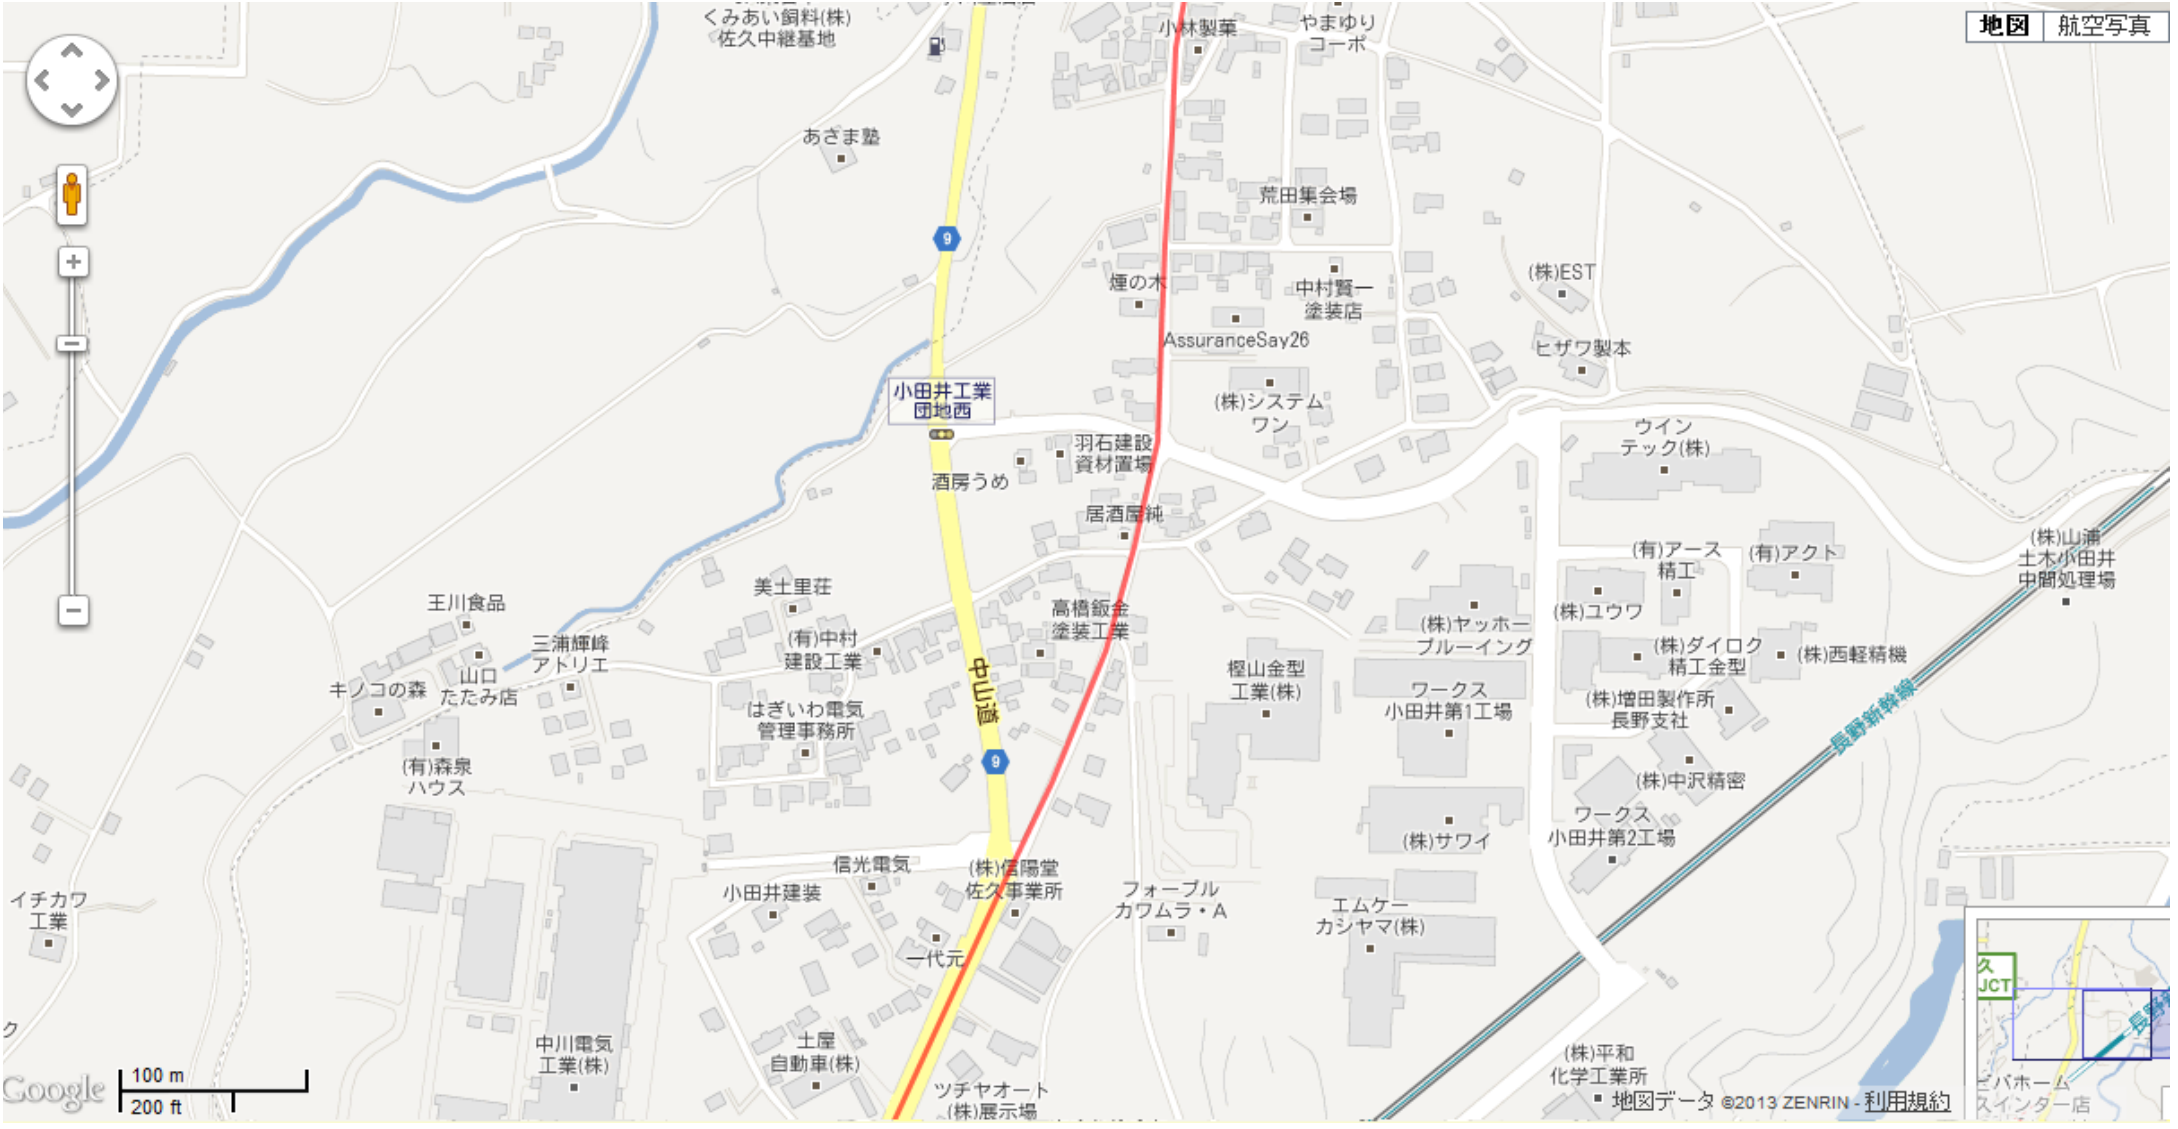 くみあい飼料(株)
佐久中継基地
小林製菓
やまゆり
コーポ
地図
航空写真
あさま塾
荒田集会場
9
煙の木
中村賢一
塗装店
(株)EST
AssuranceSay26
ヒザワ製本
小田井工業
団地西
(株)システム
ワン
羽石建設
資材置場
ウイン
テック(株)
酒房うめ
居酒屋純
(株)山浦
土木小田井
中間処理場
(有)アース
精工
(有)アクト
美土里荘
王川食品
高橋鈑金
塗装工業
(株)ユウワ
(株)ヤッホー
ブルーイング
三浦輝峰
アトリエ
(有)中村
建設工業
(株)ダイロク
精工金型
(株)西軽精機
樫山金型
工業(株)
キノコの森
山口
たたみ店
中山道
ワークス
小田井第1工場
(株)増田製作所
長野支社
長野新幹線
はぎいわ電気
管理事務所
9
(有)森泉
ハウス
(株)中沢精密
ワークス
小田井第2工場
(株)サワイ
信光電気
(株)信陽堂
佐久事業所
小田井建装
フォーブル
カワムラ・A
エムケー
カシヤマ(株)
イチカワ
工業
一代元
久
JCT
ク
中川電気
工業(株)
土屋
自動車(株)
(株)平和
化学工業所
ツチヤオート
(株)展示場
100 m
200 ft
Google
地図データ ©2013 ZENRIN - 利用規約
スインター店